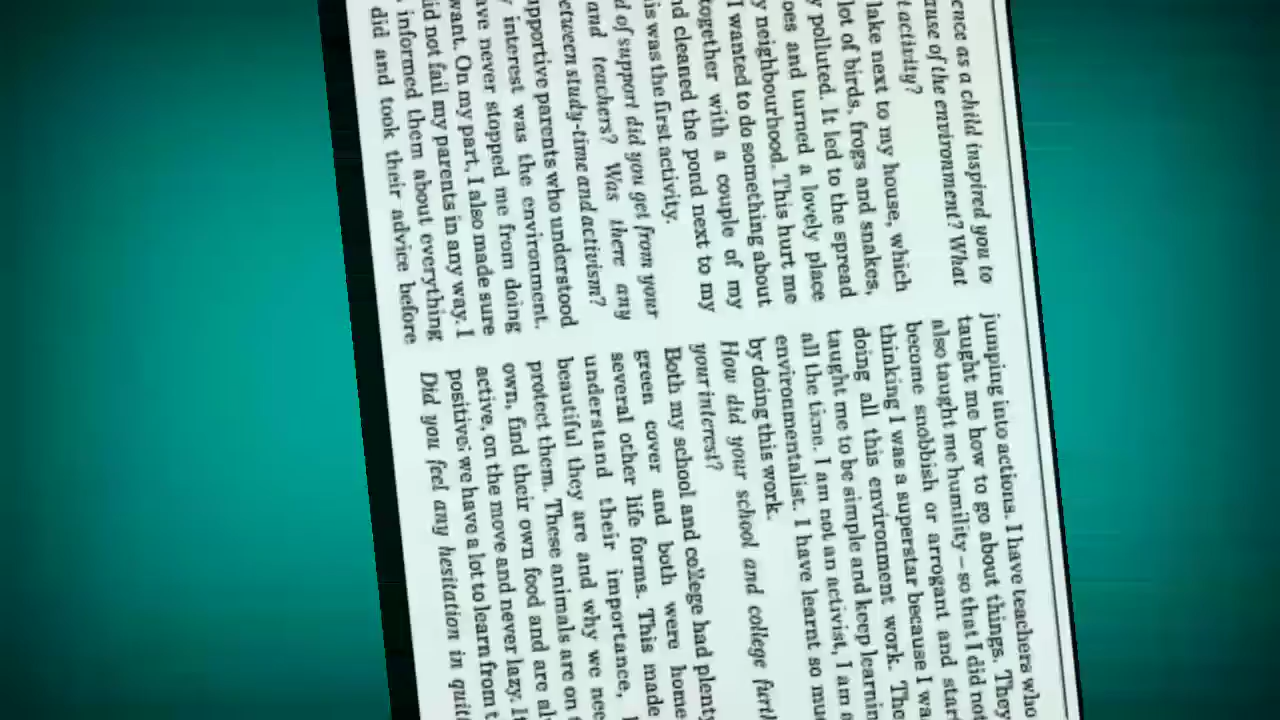 ence as a child inspired you to
use of the environment? What
t activity?
lake next to my house, which
lot of birds, frogs and snakes,
y polluted. It led to the spread
oes and turned a lovely place
y neighbourhood. This hurt me
I wanted to do something about
together with a couple of my
nd cleaned the pond next to my
is was the first activity.
d of support did you get from your
and teachers? Was there any
etween study-time and activism?
upportive parents who understood
y interest was the environment.
ave never stopped me from doing
want. On my part, I also made sure
id not fail my parents in any way. I
informed them about everything
did and took their advice before
jumping into actions. I have teachers who
taught me how to go about things. They
also taught me humility – so that I did not
become snobbish or arrogant and star
thinking I was a superstar because I wa
doing all this environment work. The
taught me to be simple and keep learnin
all the time. I am not an activist, I am a
environmentalist. I have learnt so mu
by doing this work.
How did your school and college furt
your interest?
Both my school and college had plenty
green cover and both were home
several other life forms. This made
understand their importance,
beautiful they are and why we nee
protect them. These animals are on t
own, find their own food and are al
active, on the move and never lazy. I
positive; we have a lot to learn from t
Did you feel any hesitation in quit